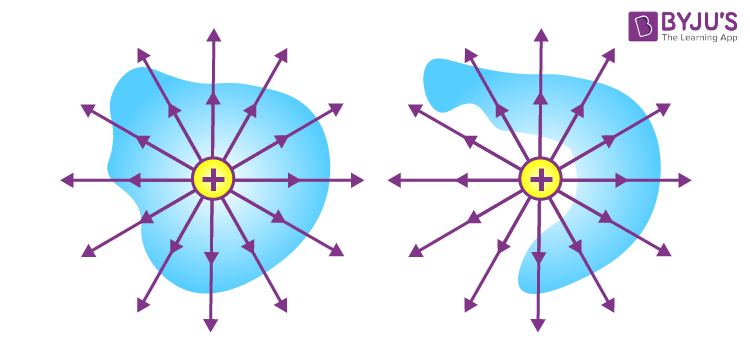 BYJU'S
The Learning App
+
+